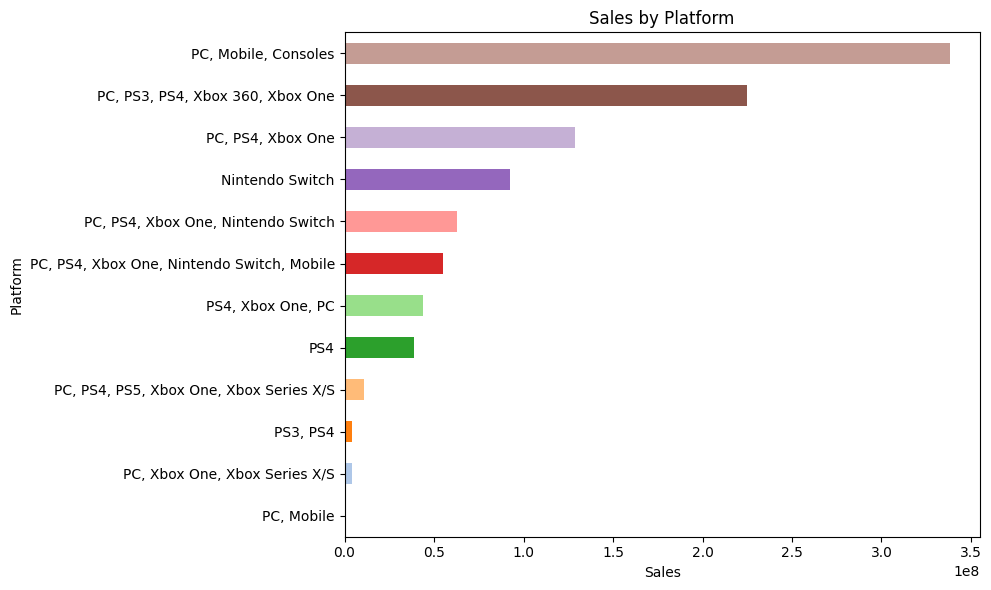 Sales by Platform
PC, Mobile, Consoles
PC, PS3, PS4, Xbox 360, Xbox One
PC, PS4, Xbox One
Nintendo Switch
PC, PS4, Xbox One, Nintendo Switch
PC, PS4, Xbox One, Nintendo Switch, Mobile
PS4, Xbox One, PC
PS4
PC, PS4, PS5, Xbox One, Xbox Series X/S
PS3, PS4
PC, Xbox One, Xbox Series X/S
PC, Mobile
Platform
0.0 0.5 1.0 1.5 2.0 2.5 3.0 3.5
1e8
Sales